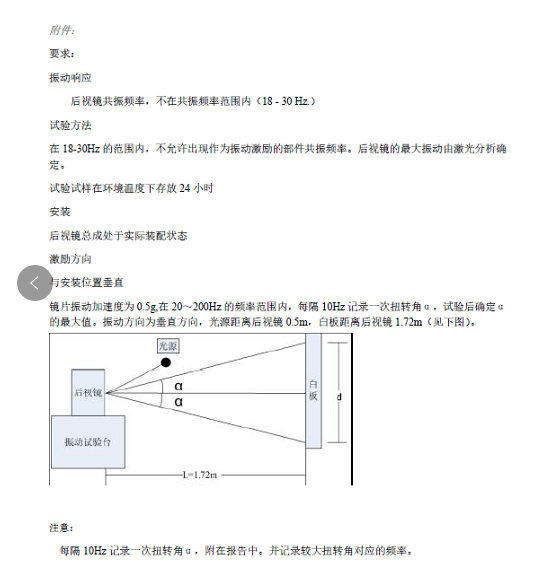 附件：
要求：
振动响应
后视镜共振频率，不在共振频率范围内（18 - 30 Hz.）
试验方法
在 18-30Hz 的范围内，不允许出现作为振动激励的部件共振频率。后视镜的最大振动由激光分析确
定。
试验试样在环境温度下存放 24 小时
安装
后视镜总成处于实际装配状态
激励方向
与安装位置垂直
镜片振动加速度为 0.5g,在 20～200Hz 的频率范围内，每隔 10Hz 记录一次扭转角 α，试验后确定 α
的最大值。振动方向为垂直方向，光源距离后视镜 0.5m，白板距离后视镜 1.72m（见下图）。
光源
后视镜
α
α
白板
d
振动试验台
L=1.72m
注意：
每隔 10Hz 记录一次扭转角 α，附在报告中。并记录较大扭转角对应的频率。